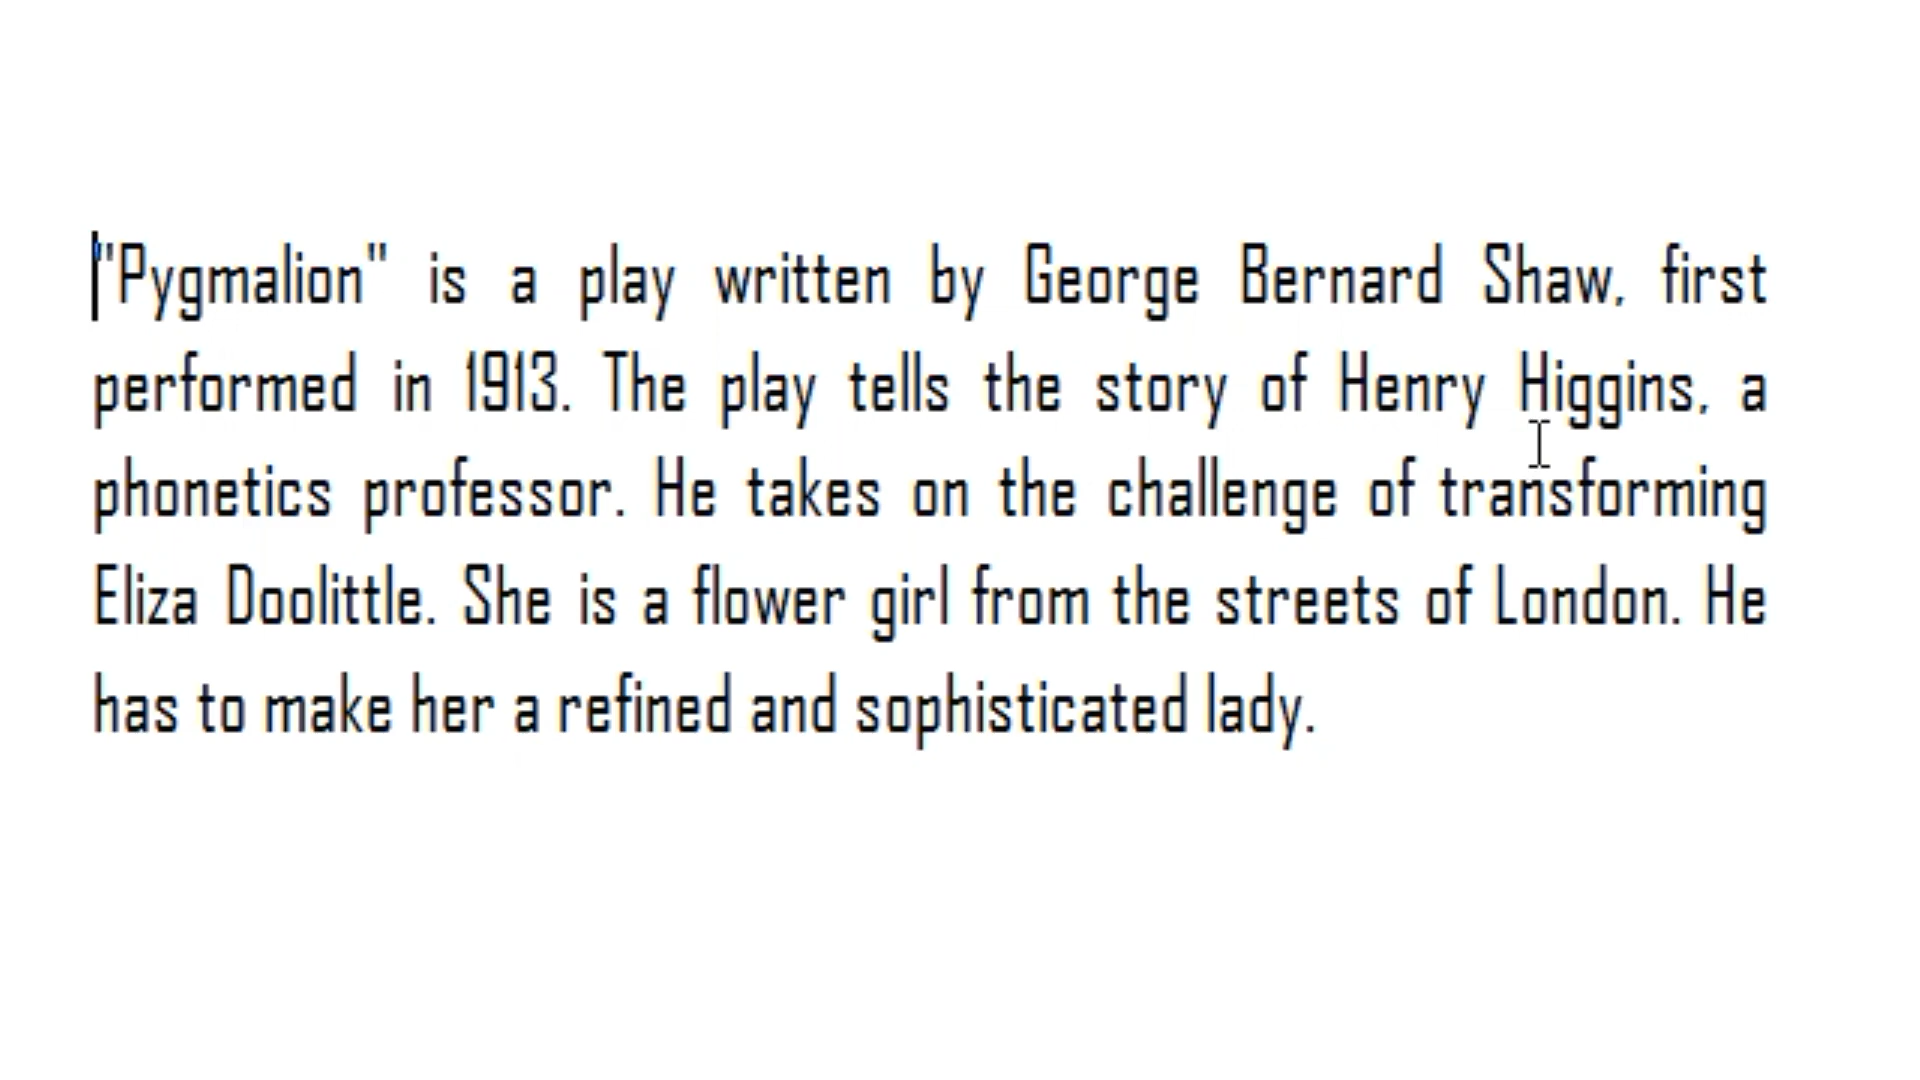 "Pygmalion" is a play written by George Bernard Shaw, first
performed in 1913. The play tells the story of Henry Higgins, a
phonetics professor. He takes on the challenge of transforming
Eliza Doolittle. She is a flower girl from the streets of London. He
has to make her a refined and sophisticated lady.